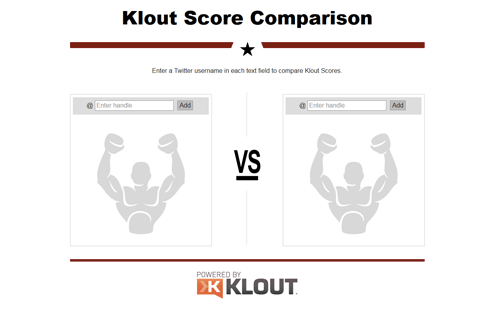 Klout Score Comparison
Enter a Twitter username in each text field to compare Klout Scores.
@ Enter handle Add
@ Enter handle Add
VS
POWERED BY
K KLOUT